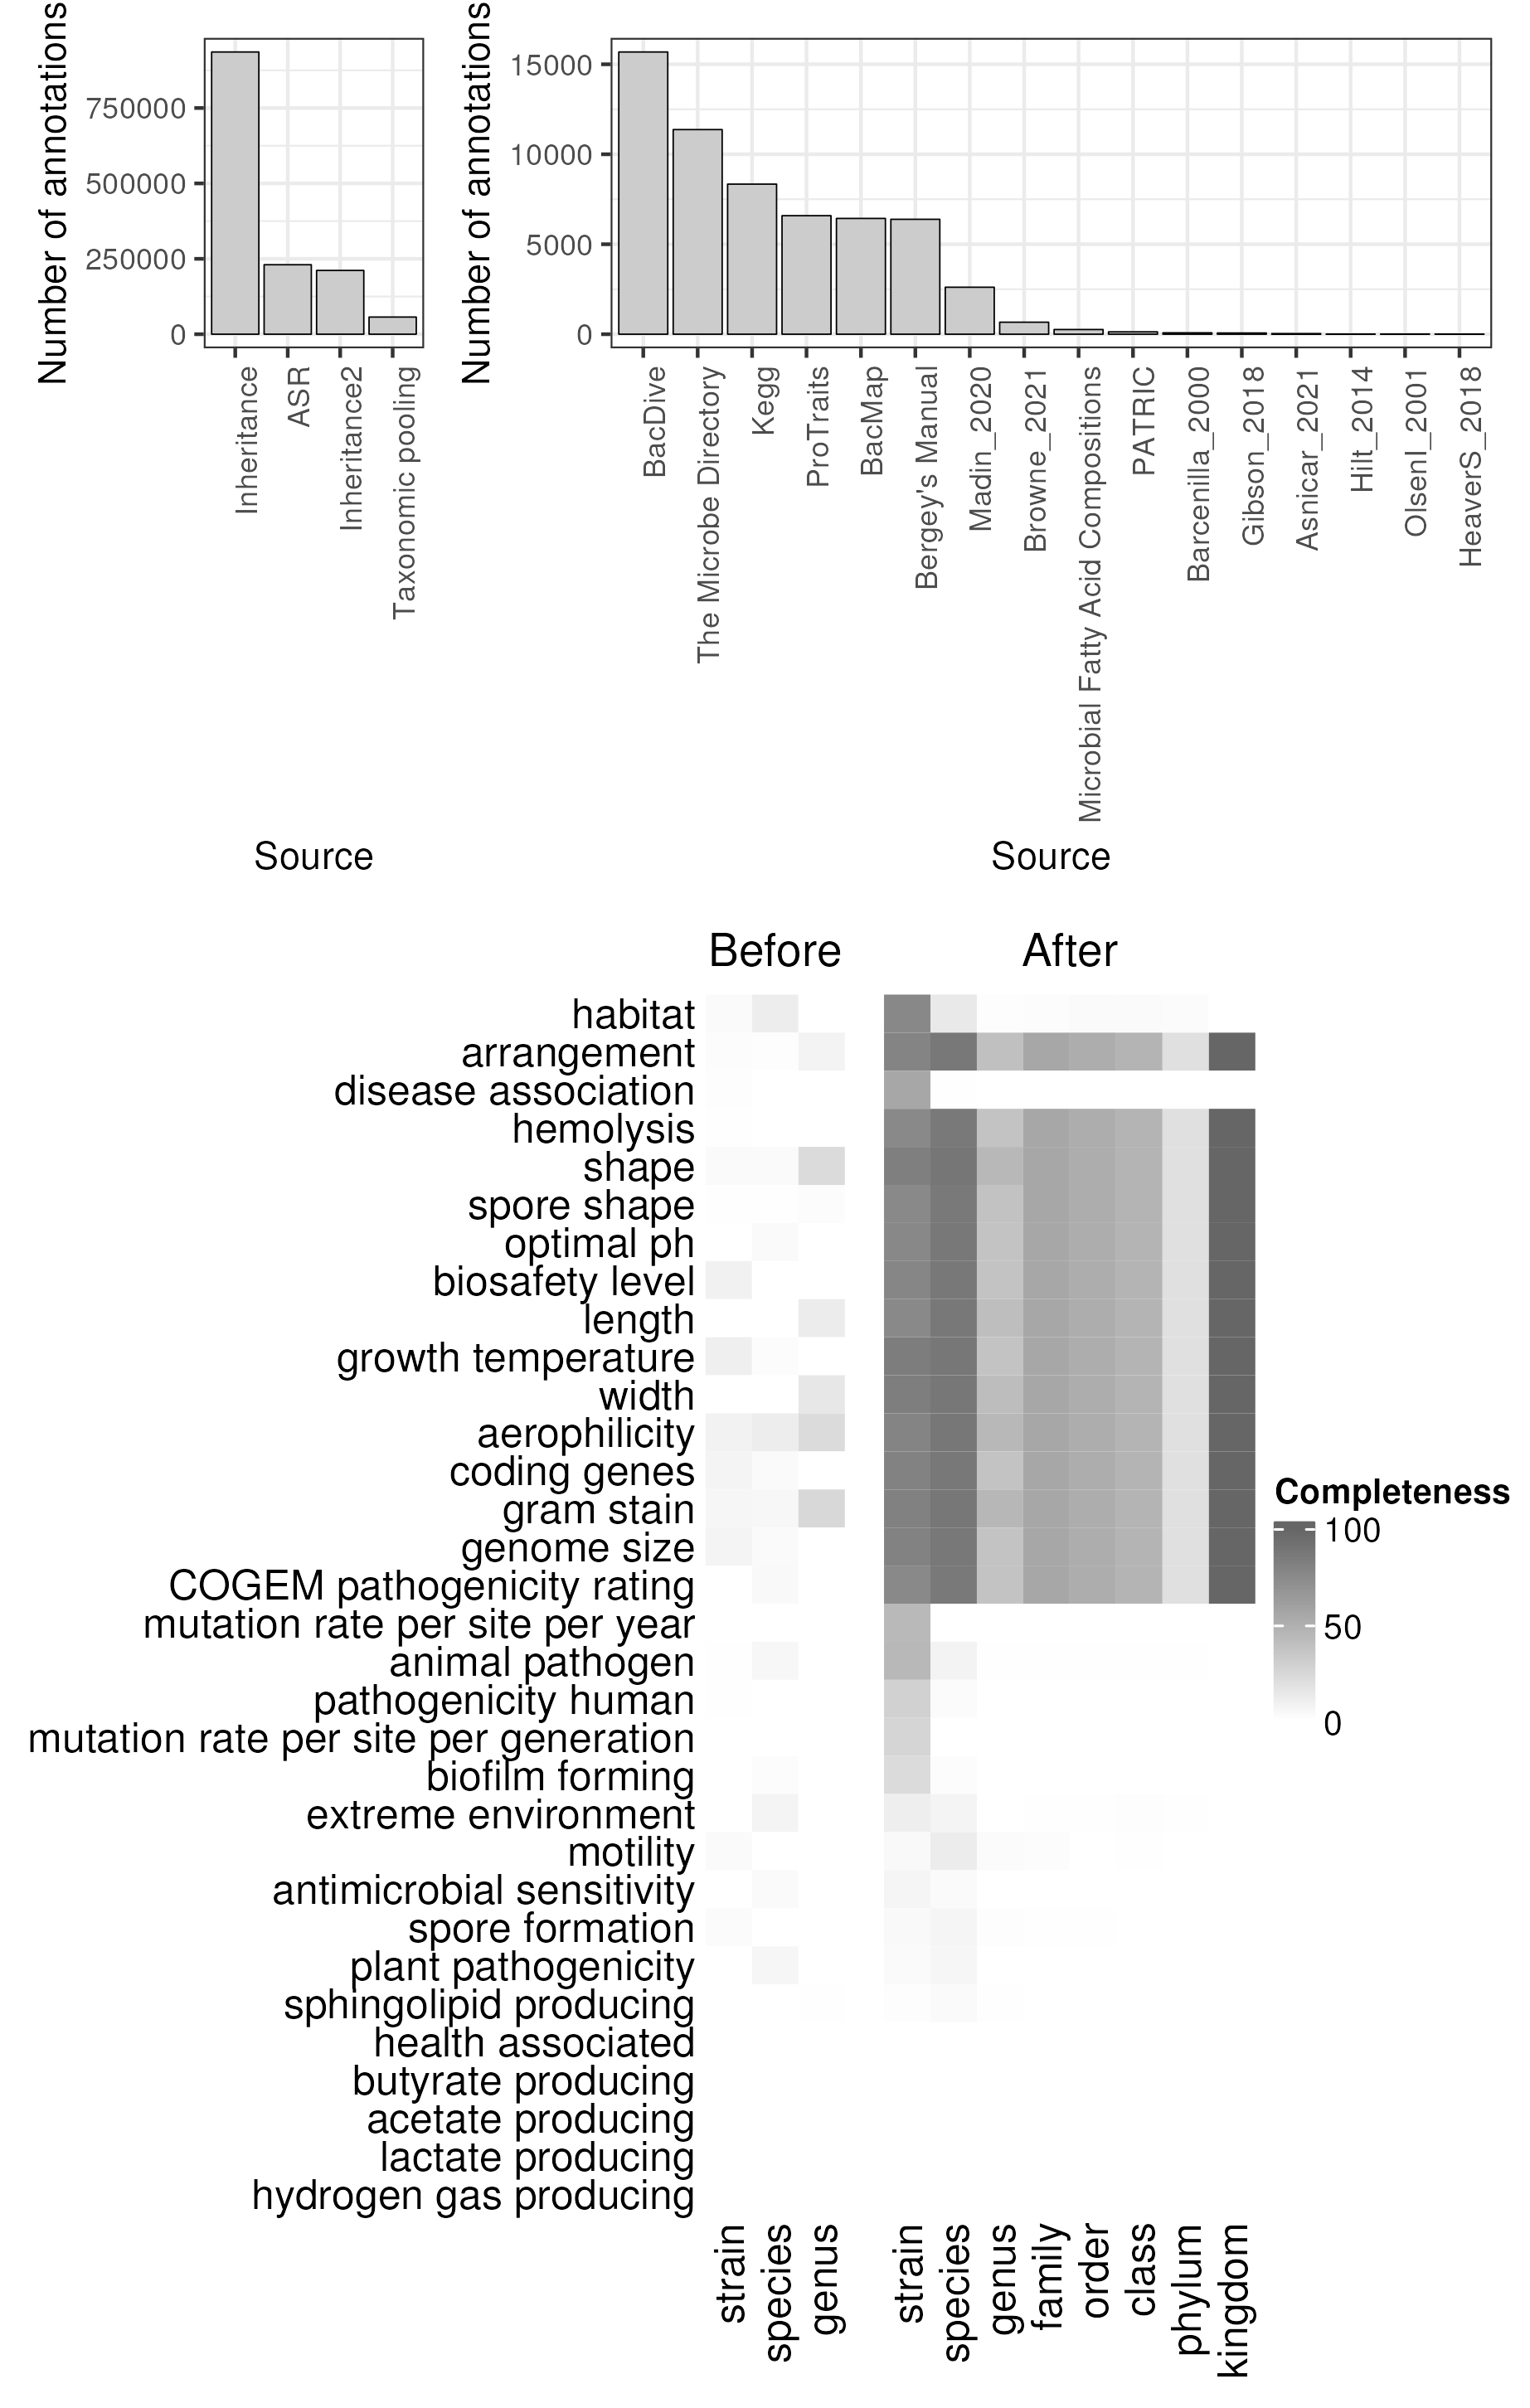 Number of annotations
750000
500000
250000
0
Inheritance
ASR
Inheritance2
Taxonomic pooling
Source
Number of annotations
15000
10000
5000
0
BacDive
The Microbe Directory
Kegg
ProTraits
BacMap
Bergey's Manual
Madin_2020
Browne_2021
Microbial Fatty Acid Compositions
PATRIC
Barcenilla_2000
Gibson_2018
Asnicar_2021
Hilt_2014
OlsenI_2001
HeaverS_2018
Source
Before
After
habitat
arrangement
disease association
hemolysis
shape
spore shape
optimal ph
biosafety level
length
growth temperature
width
aerophilicity
coding genes
gram stain
genome size
COGEM pathogenicity rating
mutation rate per site per year
animal pathogen
pathogenicity human
mutation rate per site per generation
biofilm forming
extreme environment
motility
antimicrobial sensitivity
spore formation
plant pathogenicity
sphingolipid producing
health associated
butyrate producing
acetate producing
lactate producing
hydrogen gas producing
strain
species
genus
strain
species
genus
family
order
class
phylum
kingdom
Completeness
100
50
0